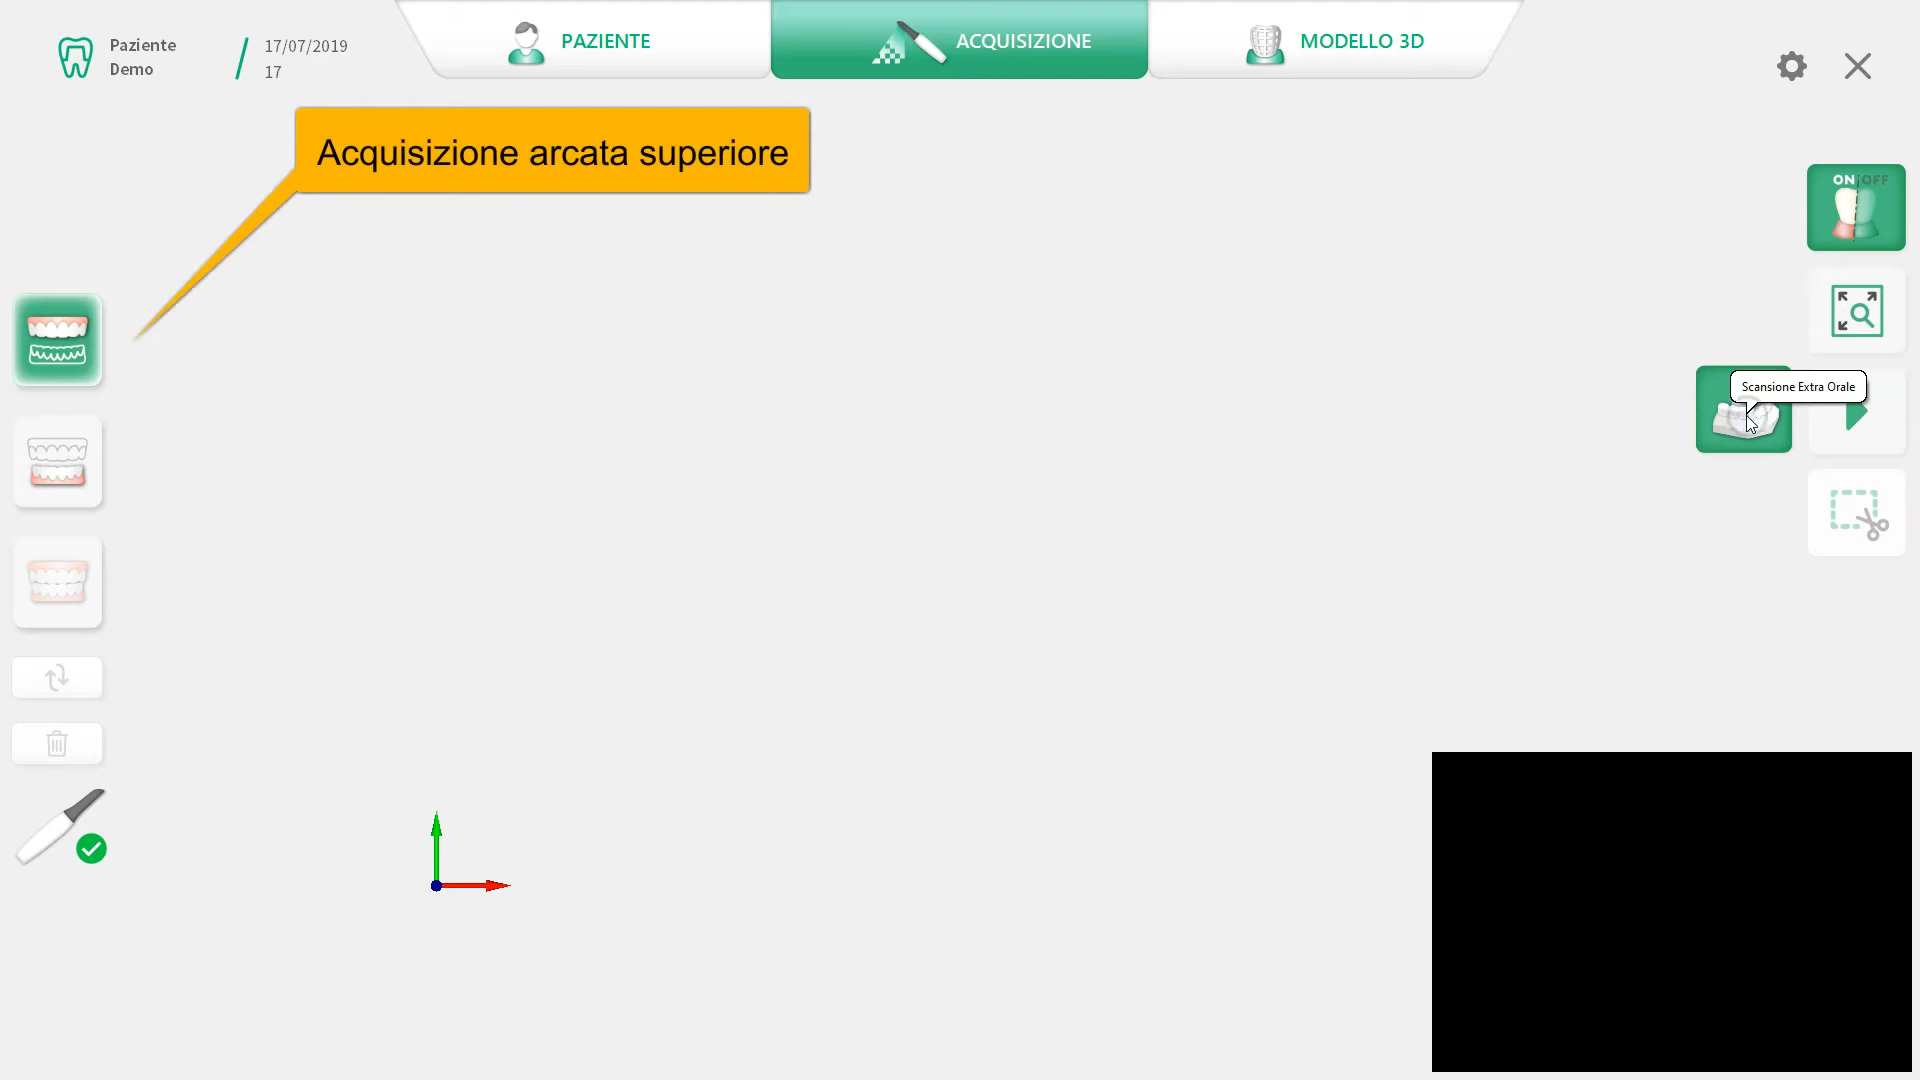 Paziente
Demo
17/07/2019
17
PAZIENTE
ACQUISIZIONE
MODELLO 3D
Acquisizione arcata superiore
ON OFF
Scansione Extra Orale